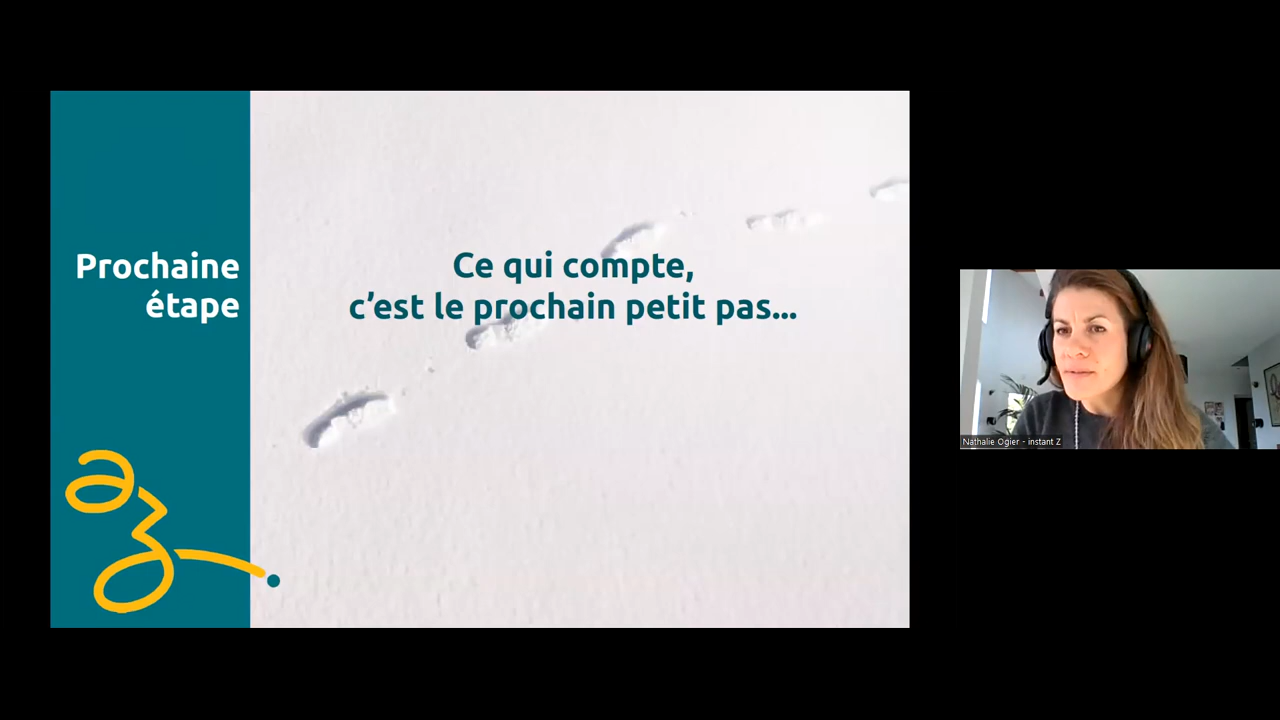 Prochaine
étape
Ce qui compte,
c’est le prochain petit pas...
Nathalie Ogier - instant Z